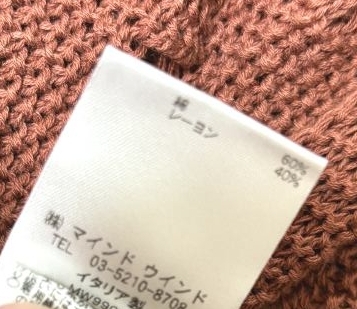 綿 60%
レーヨン 40%
(株) マインド ウインド
TEL 03-5210-8708
イタリア製
MW990